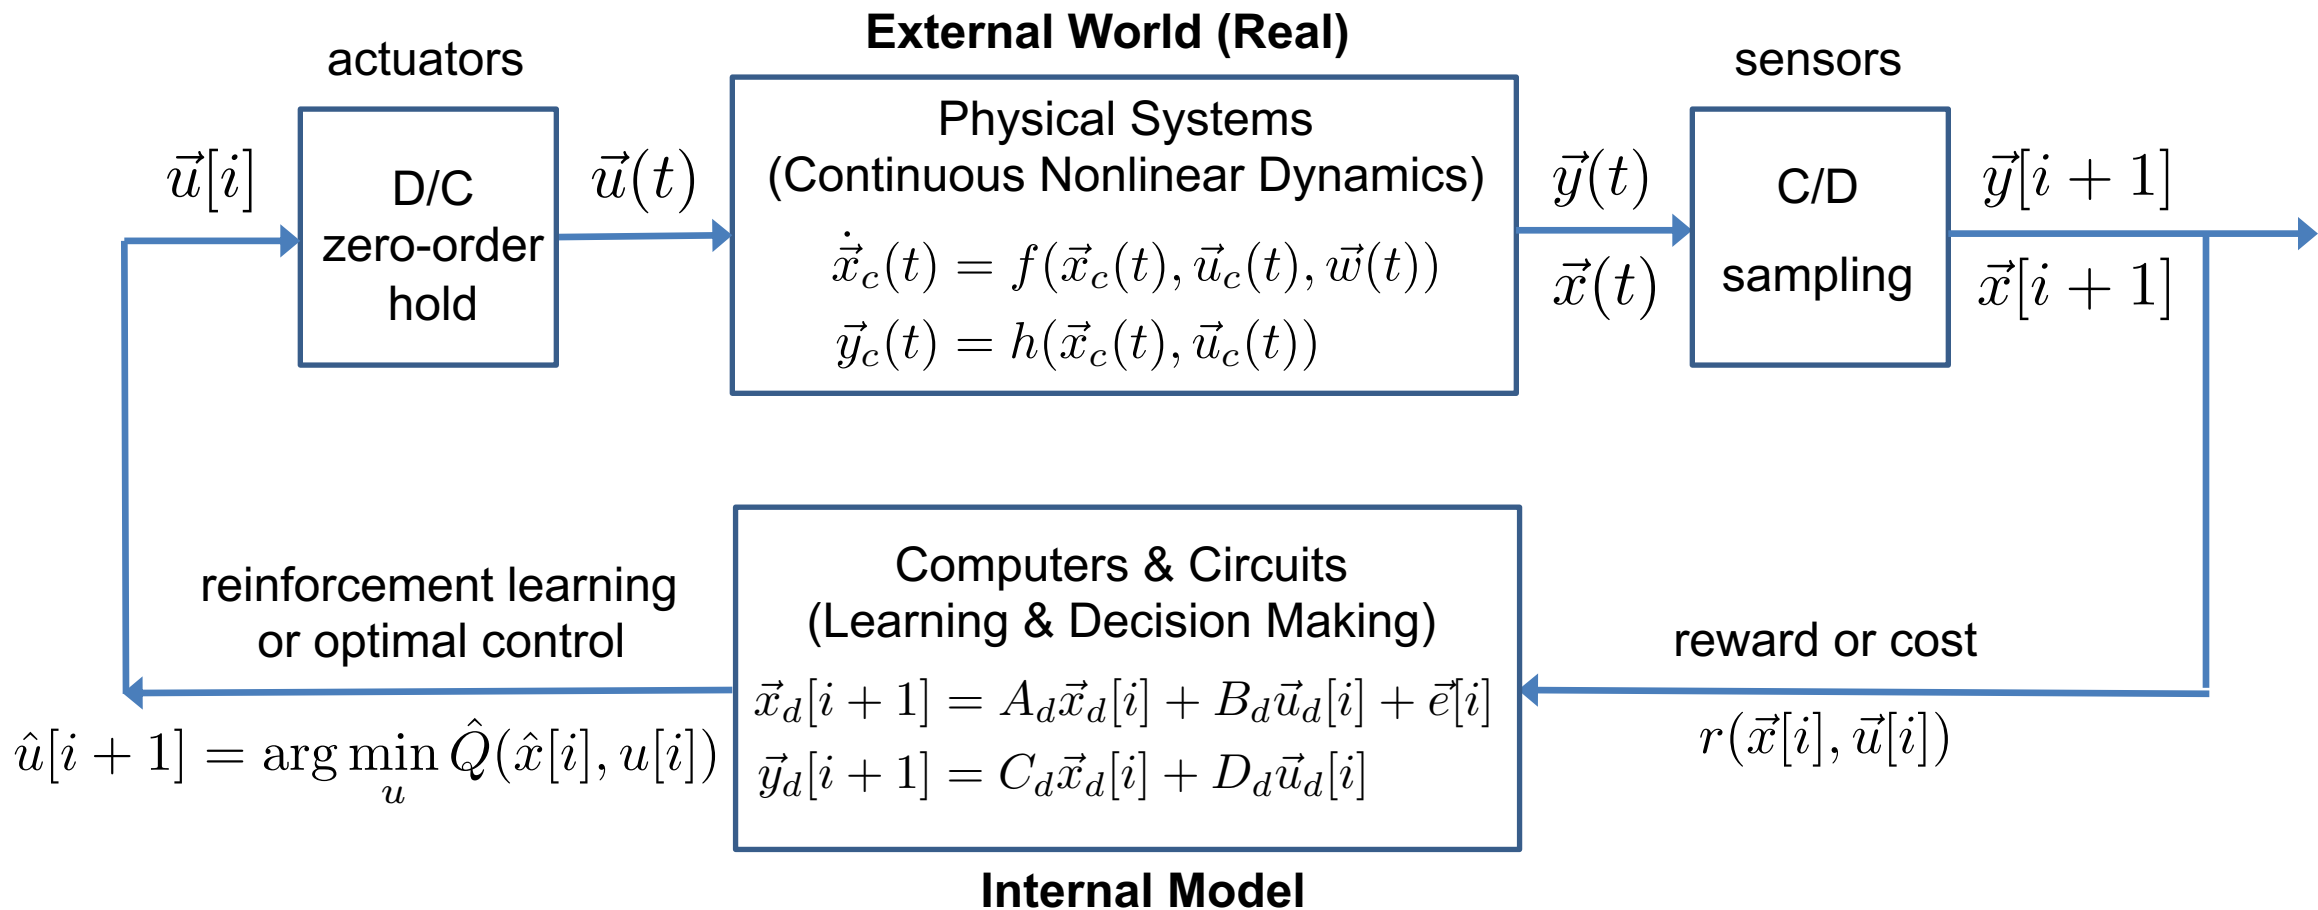 External World (Real)
actuators
sensors
$\vec{u}[i]$
D/C
zero-order
hold
$\vec{u}(t)$
Physical Systems
(Continuous Nonlinear Dynamics)
$\dot{\vec{x}}_c(t) = f(\vec{x}_c(t), \vec{u}_c(t), \vec{w}(t))$
$\vec{y}_c(t) = h(\vec{x}_c(t), \vec{u}_c(t))$
$\vec{y}(t)$
$\vec{x}(t)$
C/D
sampling
$\vec{y}[i+1]$
$\vec{x}[i+1]$
reinforcement learning
or optimal control
$\hat{u}[i+1] = \arg\min_u \hat{Q}(\hat{x}[i], u[i])$
Computers & Circuits
(Learning & Decision Making)
$\vec{x}_d[i+1] = A_d\vec{x}_d[i] + B_d\vec{u}_d[i] + \vec{e}[i]$
$\vec{y}_d[i+1] = C_d\vec{x}_d[i] + D_d\vec{u}_d[i]$
reward or cost
$r(\vec{x}[i], \vec{u}[i])$
Internal Model